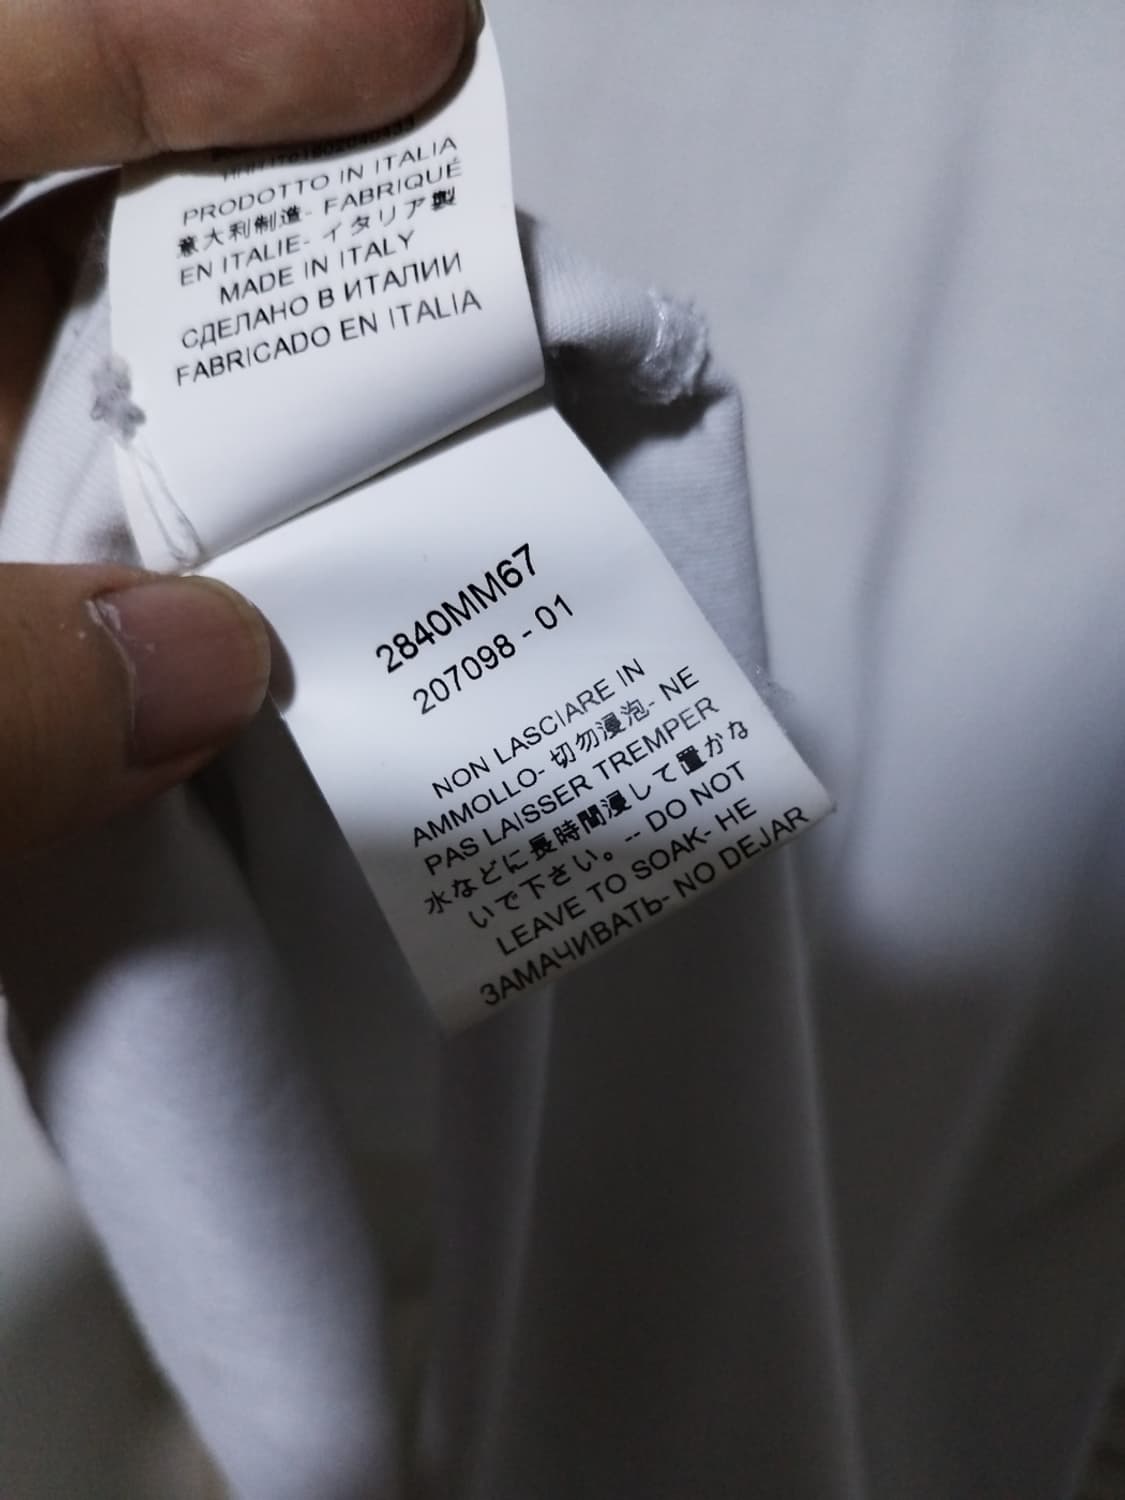 PRODOTTO IN ITALIA
意大利制造- FABRIQUÉ
EN ITALIE- イタリア製
MADE IN ITALY
СДЕЛАНО В ИТАЛИИ
FABRICADO EN ITALIA
2840MM67
207098 - 01
NON LASCIARE IN
AMMOLLO- 切勿浸泡- NE
PAS LAISSER TREMPER
水などに長時間浸して置かな
いで下さい。-- DO NOT
LEAVE TO SOAK- НЕ
ЗАМАЧИВАТЬ- NO DEJAR